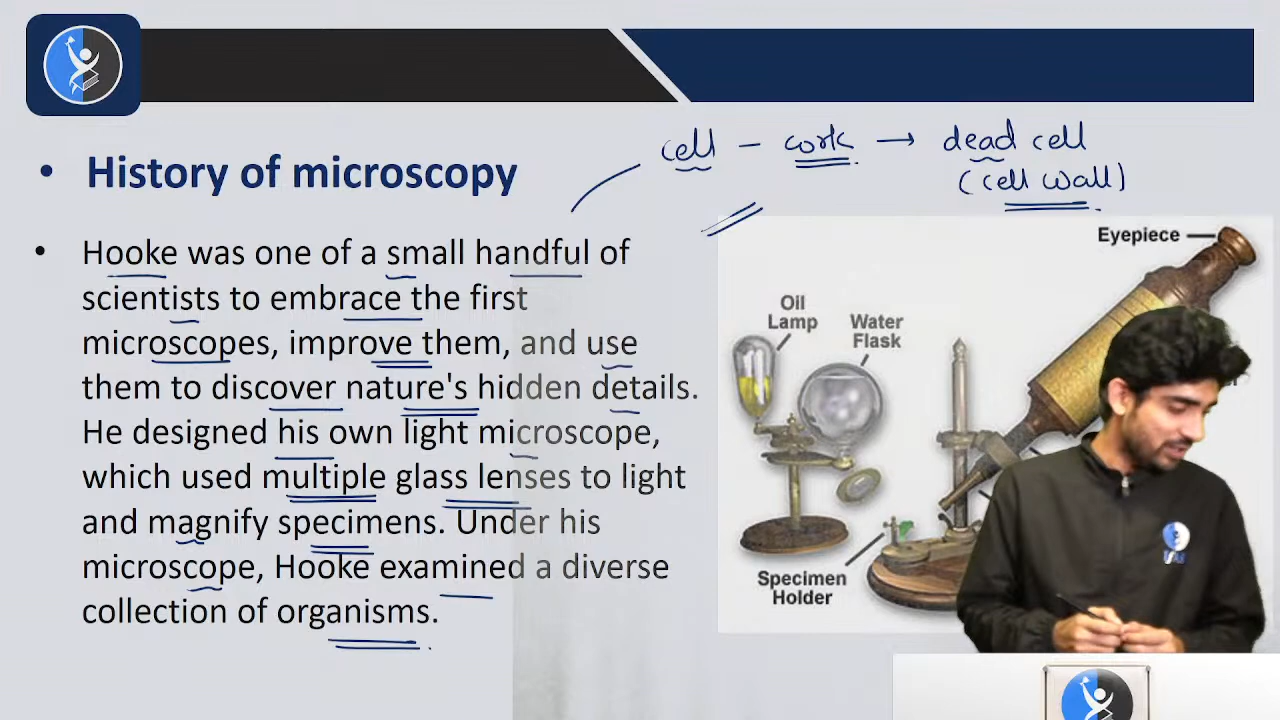 cell – cork → dead cell
(cell wall)
• History of microscopy
• Hooke was one of a small handful of
scientists to embrace the first
microscopes, improve them, and use
them to discover nature's hidden details.
He designed his own light microscope,
which used multiple glass lenses to light
and magnify specimens. Under his
microscope, Hooke examined a diverse
collection of organisms.
Eyepiece
Oil
Lamp
Water
Flask
Specimen
Holder